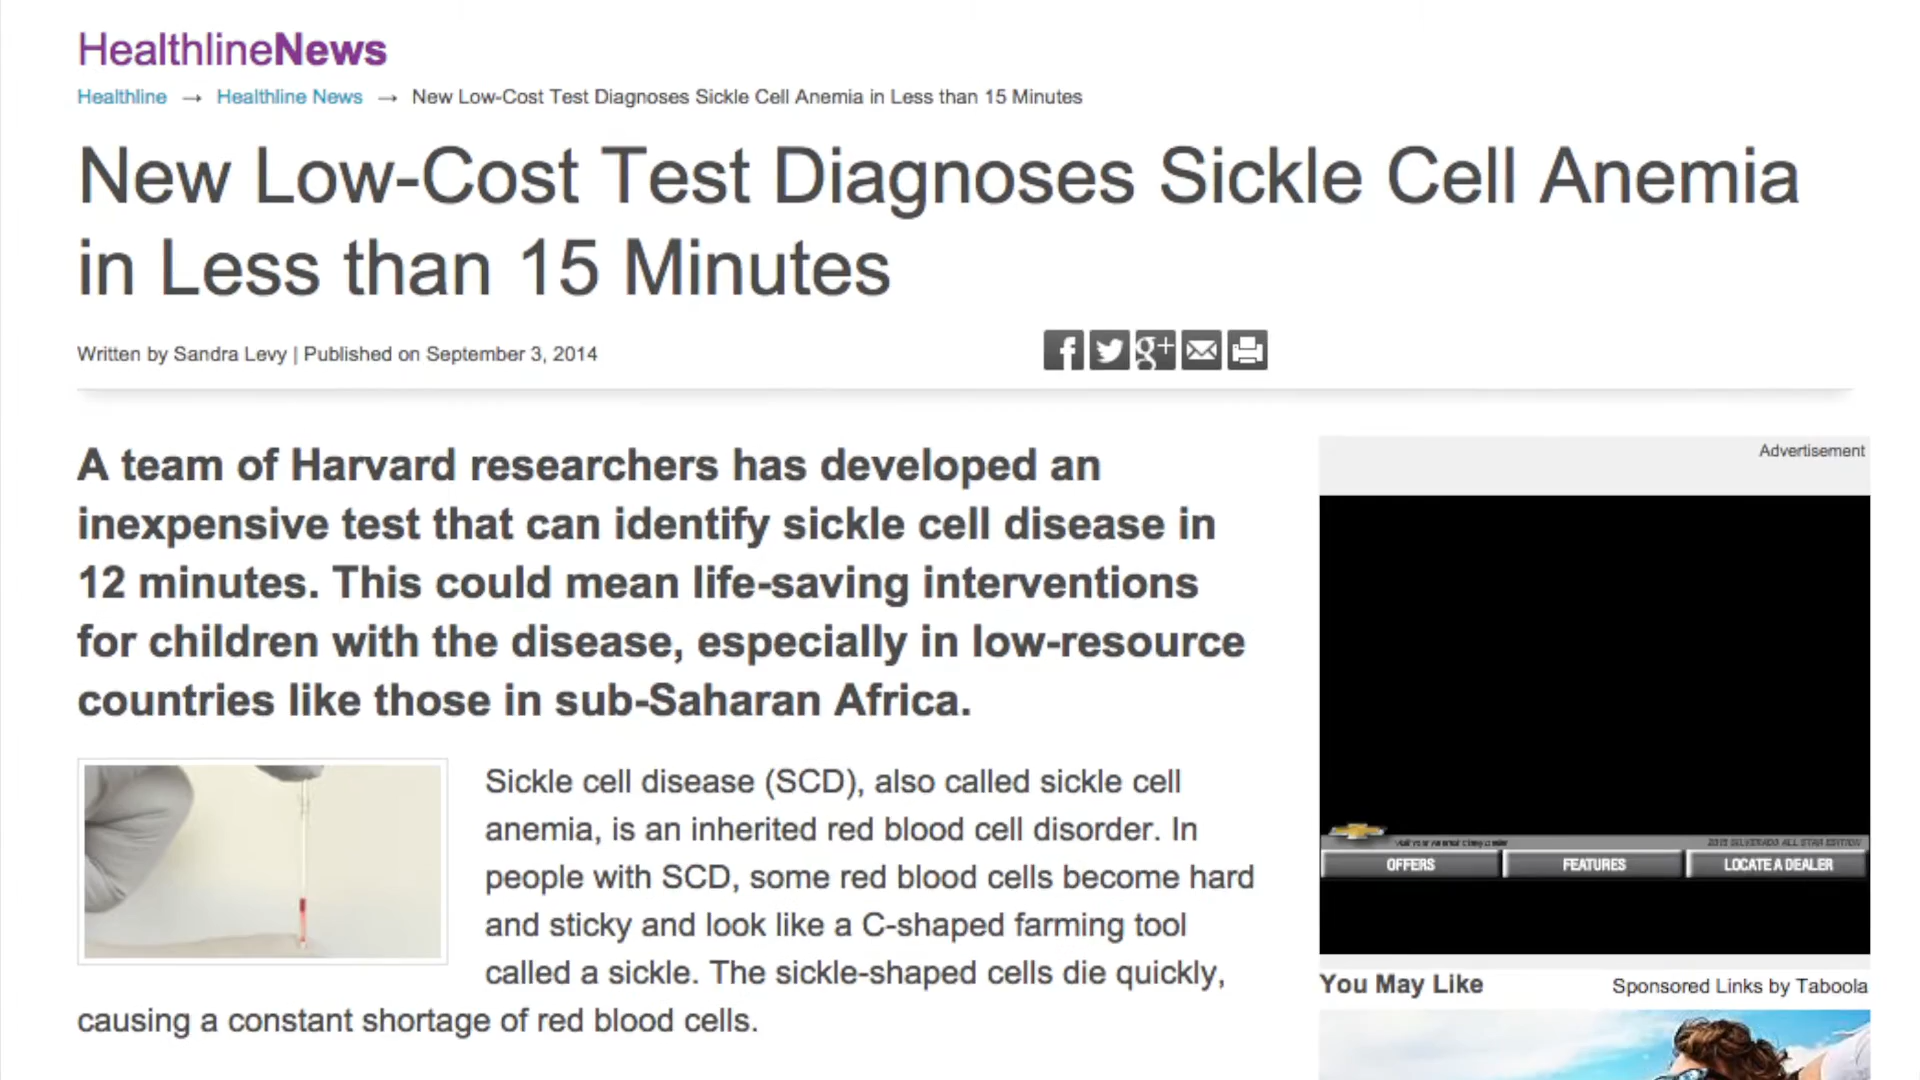 HealthlineNews
Healthline → Healthline News → New Low-Cost Test Diagnoses Sickle Cell Anemia in Less than 15 Minutes
New Low-Cost Test Diagnoses Sickle Cell Anemia
in Less than 15 Minutes
Written by Sandra Levy | Published on September 3, 2014
A team of Harvard researchers has developed an
inexpensive test that can identify sickle cell disease in
12 minutes. This could mean life-saving interventions
for children with the disease, especially in low-resource
countries like those in sub-Saharan Africa.
Sickle cell disease (SCD), also called sickle cell
anemia, is an inherited red blood cell disorder. In
people with SCD, some red blood cells become hard
and sticky and look like a C-shaped farming tool
called a sickle. The sickle-shaped cells die quickly,
causing a constant shortage of red blood cells.
Advertisement
2015 SILVERADO ALL STAR EDITION
OFFERS FEATURES LOCATE A DEALER
You May Like Sponsored Links by Taboola